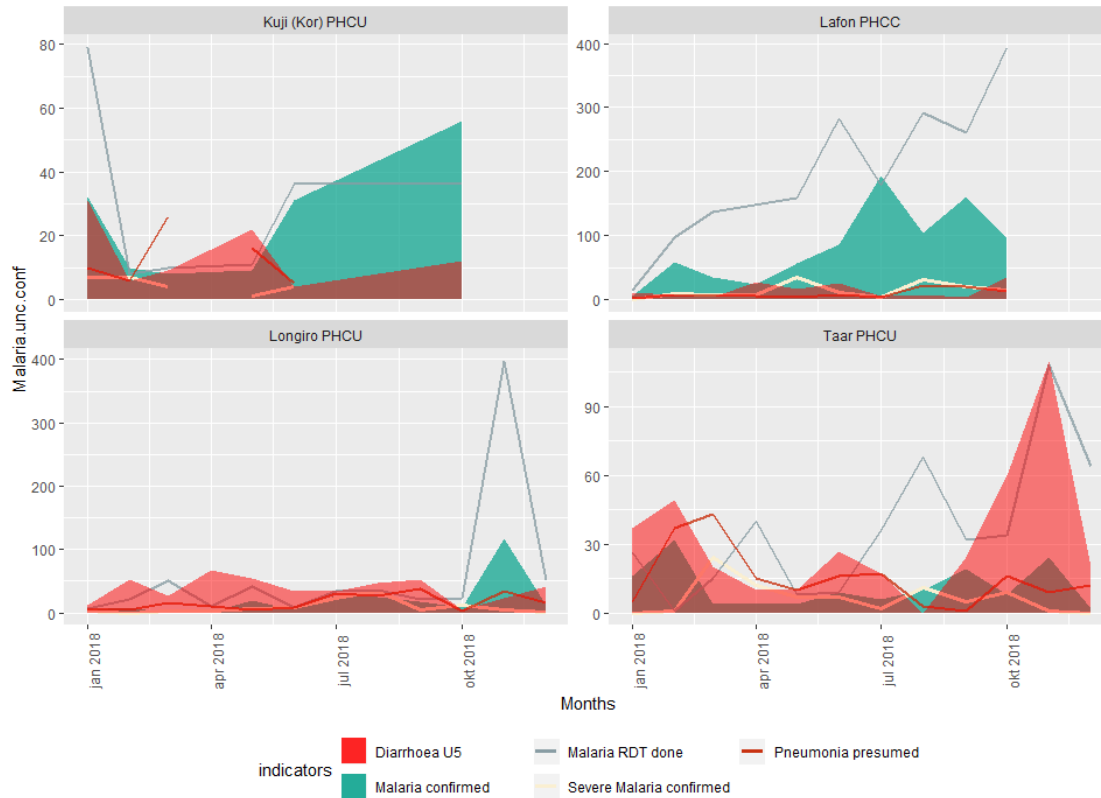 Kuji (Kor) PHCU
Lafon PHCC
80
60
40
20
0
400
300
200
100
0
Longiro PHCU
Taar PHCU
400
300
200
100
0
90
60
30
0
Malaria.unc.conf
jan 2018
apr 2018
jul 2018
okt 2018
jan 2018
apr 2018
jul 2018
okt 2018
Months
indicators
Diarrhoea U5
Malaria RDT done
Pneumonia presumed
Malaria confirmed
Severe Malaria confirmed